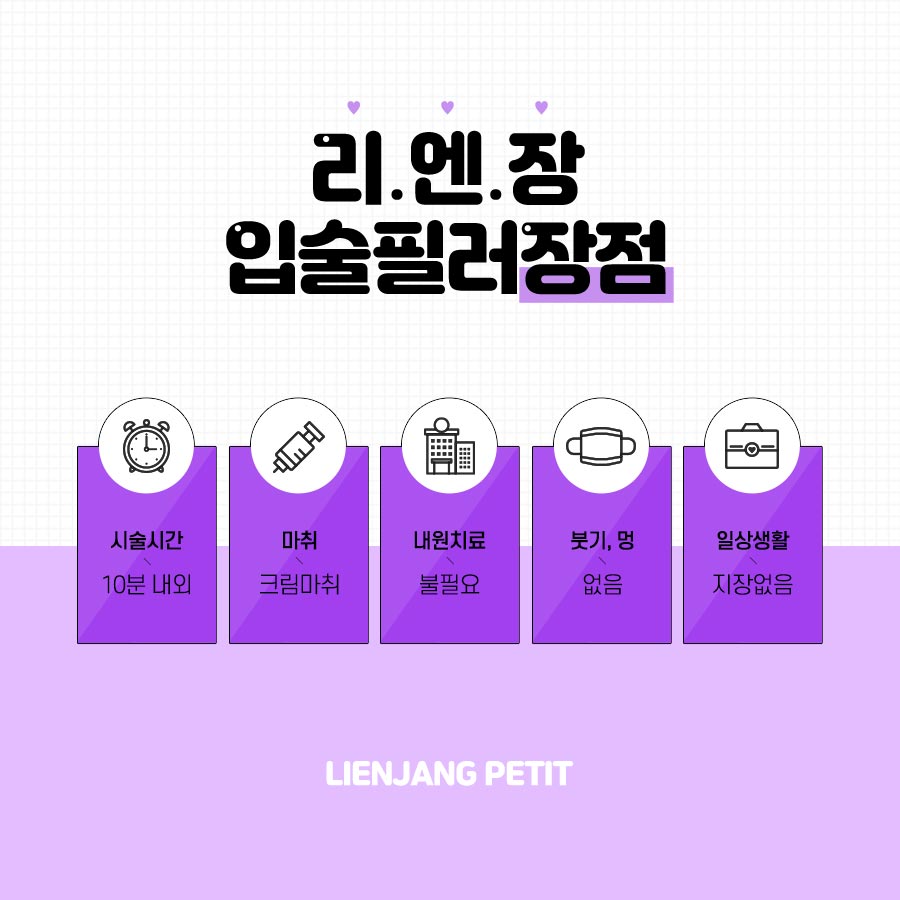 리.엔.장
입술필러장점
시술시간
10분 내외
마취
크림마취
내원치료
불필요
붓기, 멍
없음
일상생활
지장없음
LIENJANG PETIT